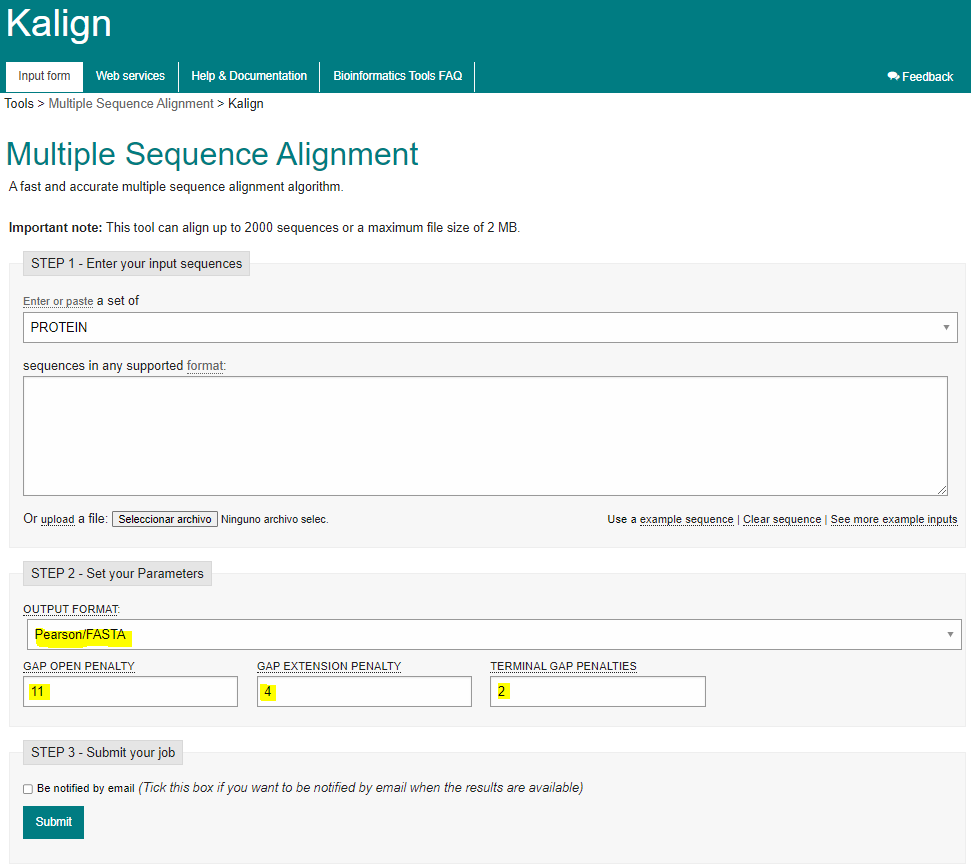 Kalign
Input form Web services Help & Documentation Bioinformatics Tools FAQ Feedback
Tools > Multiple Sequence Alignment > Kalign
Multiple Sequence Alignment
A fast and accurate multiple sequence alignment algorithm.
Important note: This tool can align up to 2000 sequences or a maximum file size of 2 MB.
STEP 1 - Enter your input sequences
Enter or paste a set of
PROTEIN
sequences in any supported format:
Or upload a file: Seleccionar archivo Ninguno archivo selec. Use a example sequence | Clear sequence | See more example inputs
STEP 2 - Set your Parameters
OUTPUT FORMAT:
Pearson/FASTA
GAP OPEN PENALTY GAP EXTENSION PENALTY TERMINAL GAP PENALTIES
11 4 2
STEP 3 - Submit your job
Be notified by email (Tick this box if you want to be notified by email when the results are available)
Submit